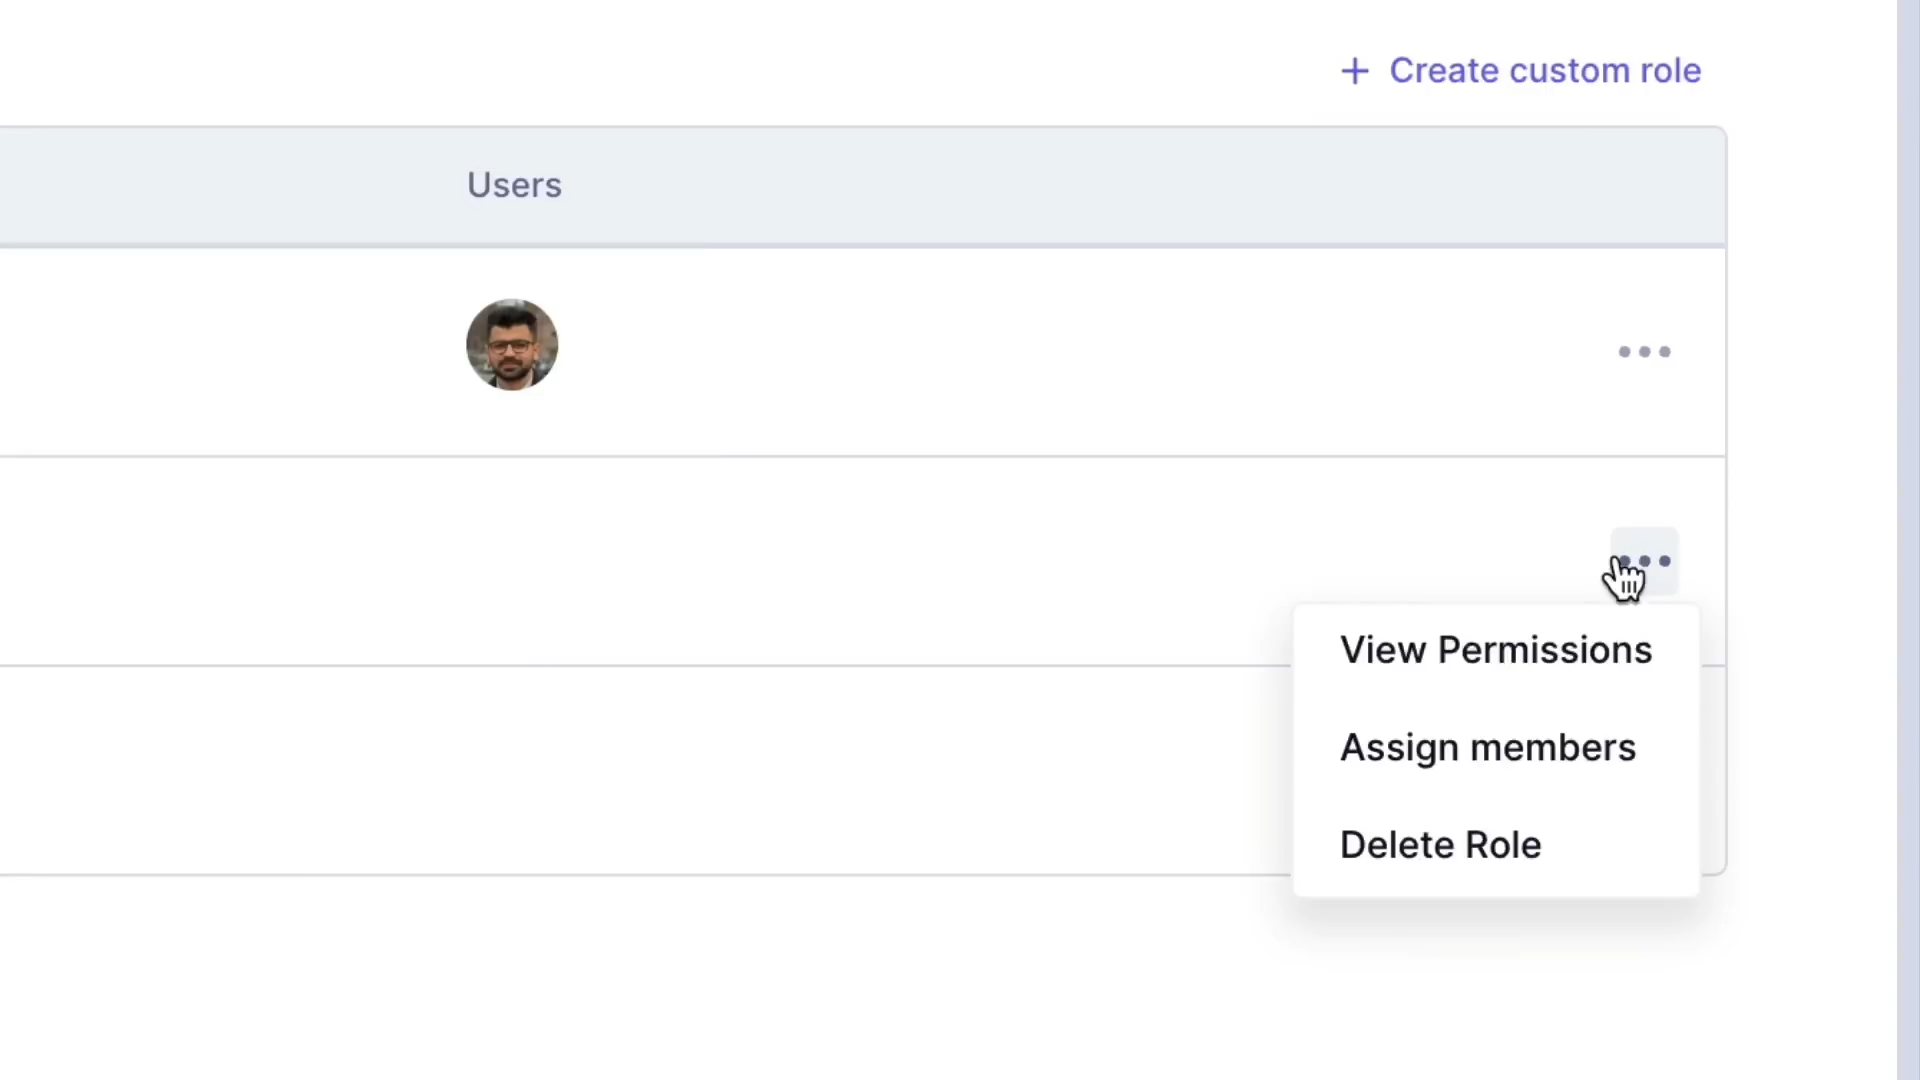 + Create custom role
Users
View Permissions
Assign members
Delete Role